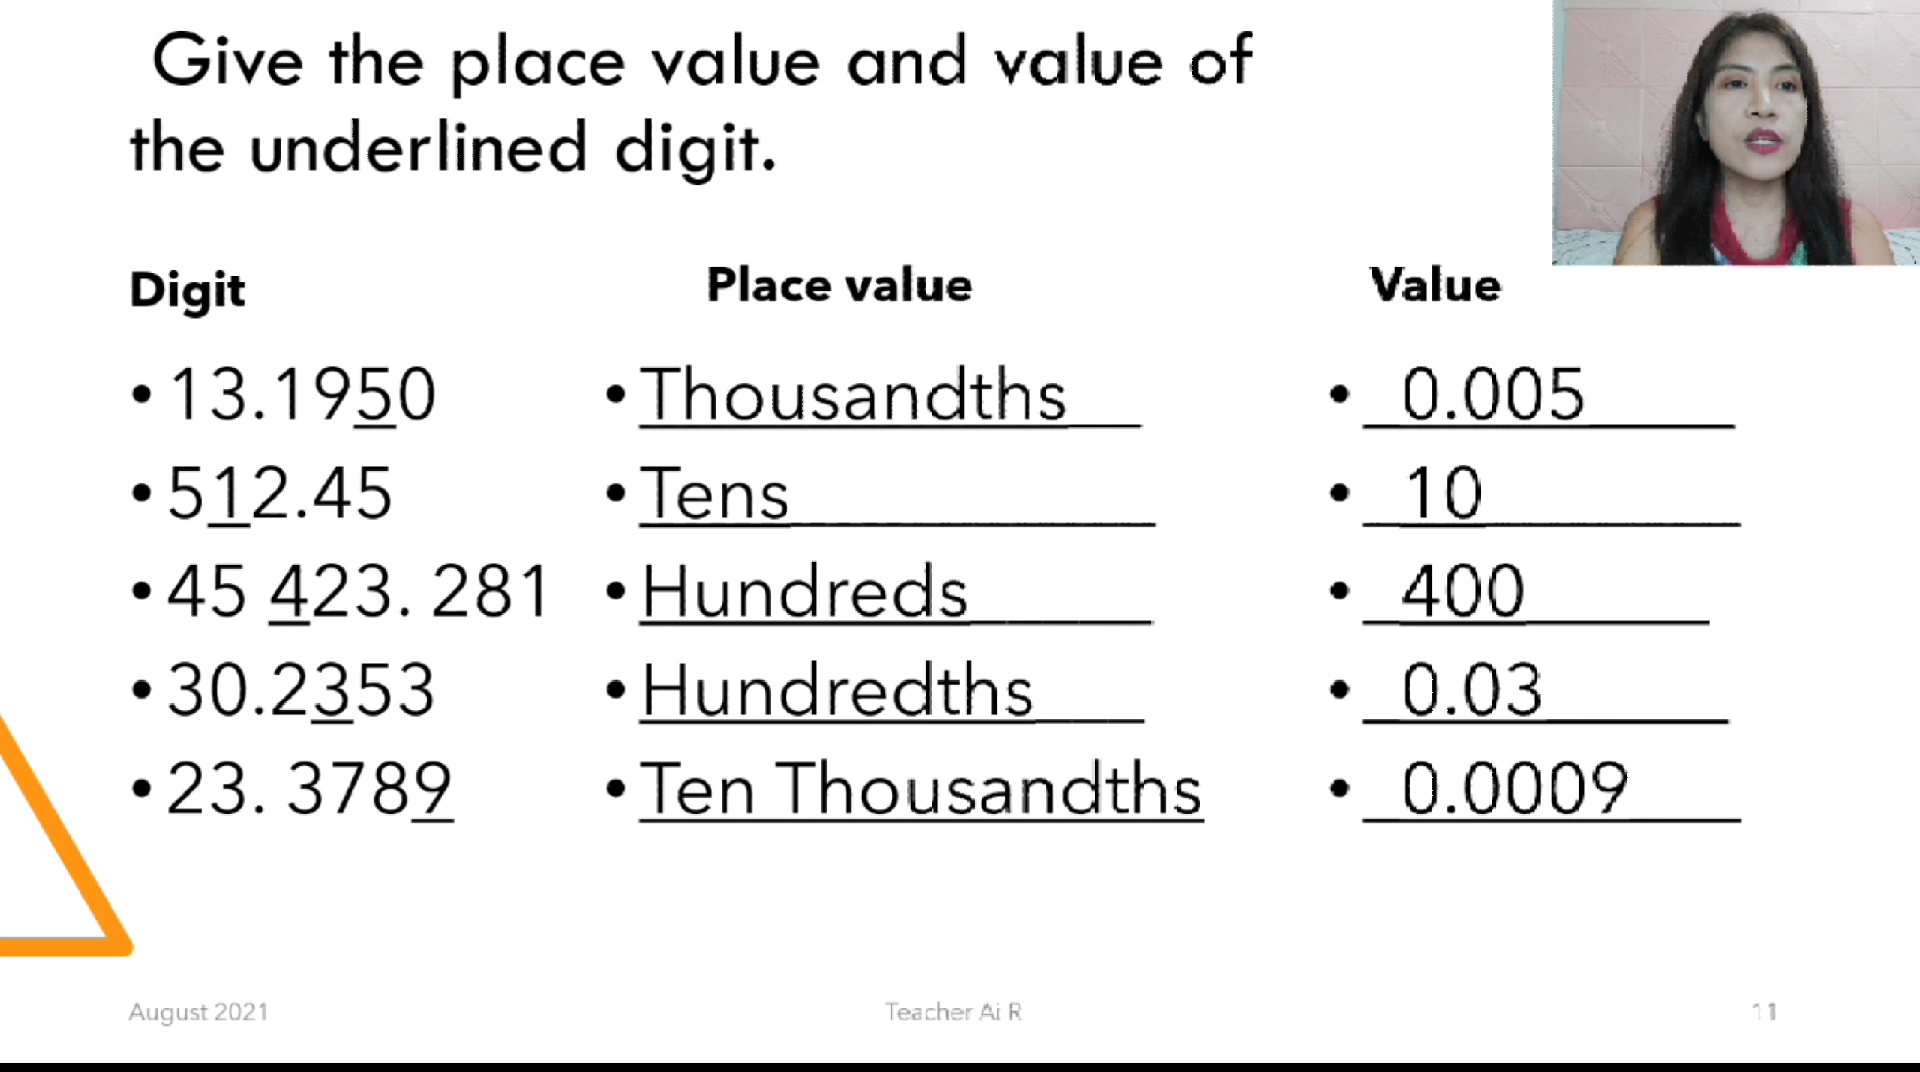 Give the place value and value of
the underlined digit.
Digit Place value Value
• 13.1950 • Thousandths • 0.005
• 512.45 • Tens • 10
• 45 423. 281 • Hundreds • 400
• 30.2353 • Hundredths • 0.03
• 23. 3789 • Ten Thousandths • 0.0009
August 2021 Teacher Ai R 11